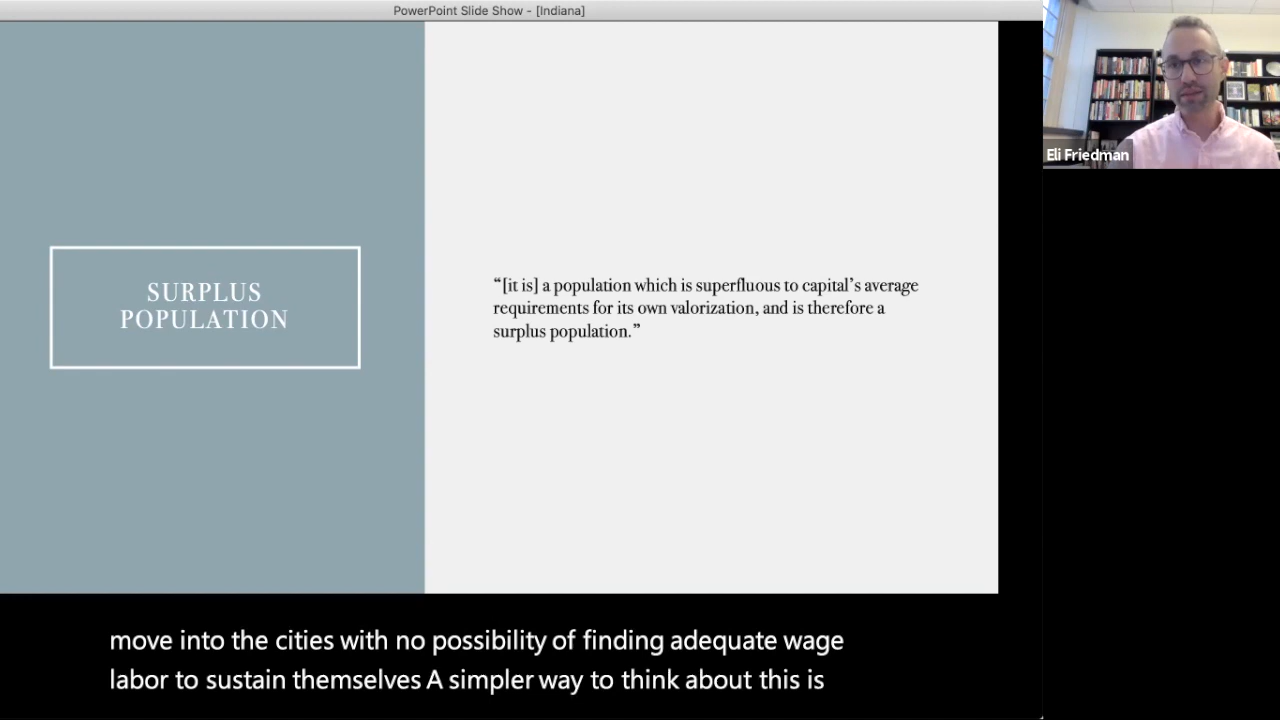 PowerPoint Slide Show - [Indiana]
SURPLUS
POPULATION
“[it is] a population which is superfluous to capital’s average
requirements for its own valorization, and is therefore a
surplus population.”
Eli Friedman
move into the cities with no possibility of finding adequate wage
labor to sustain themselves A simpler way to think about this is